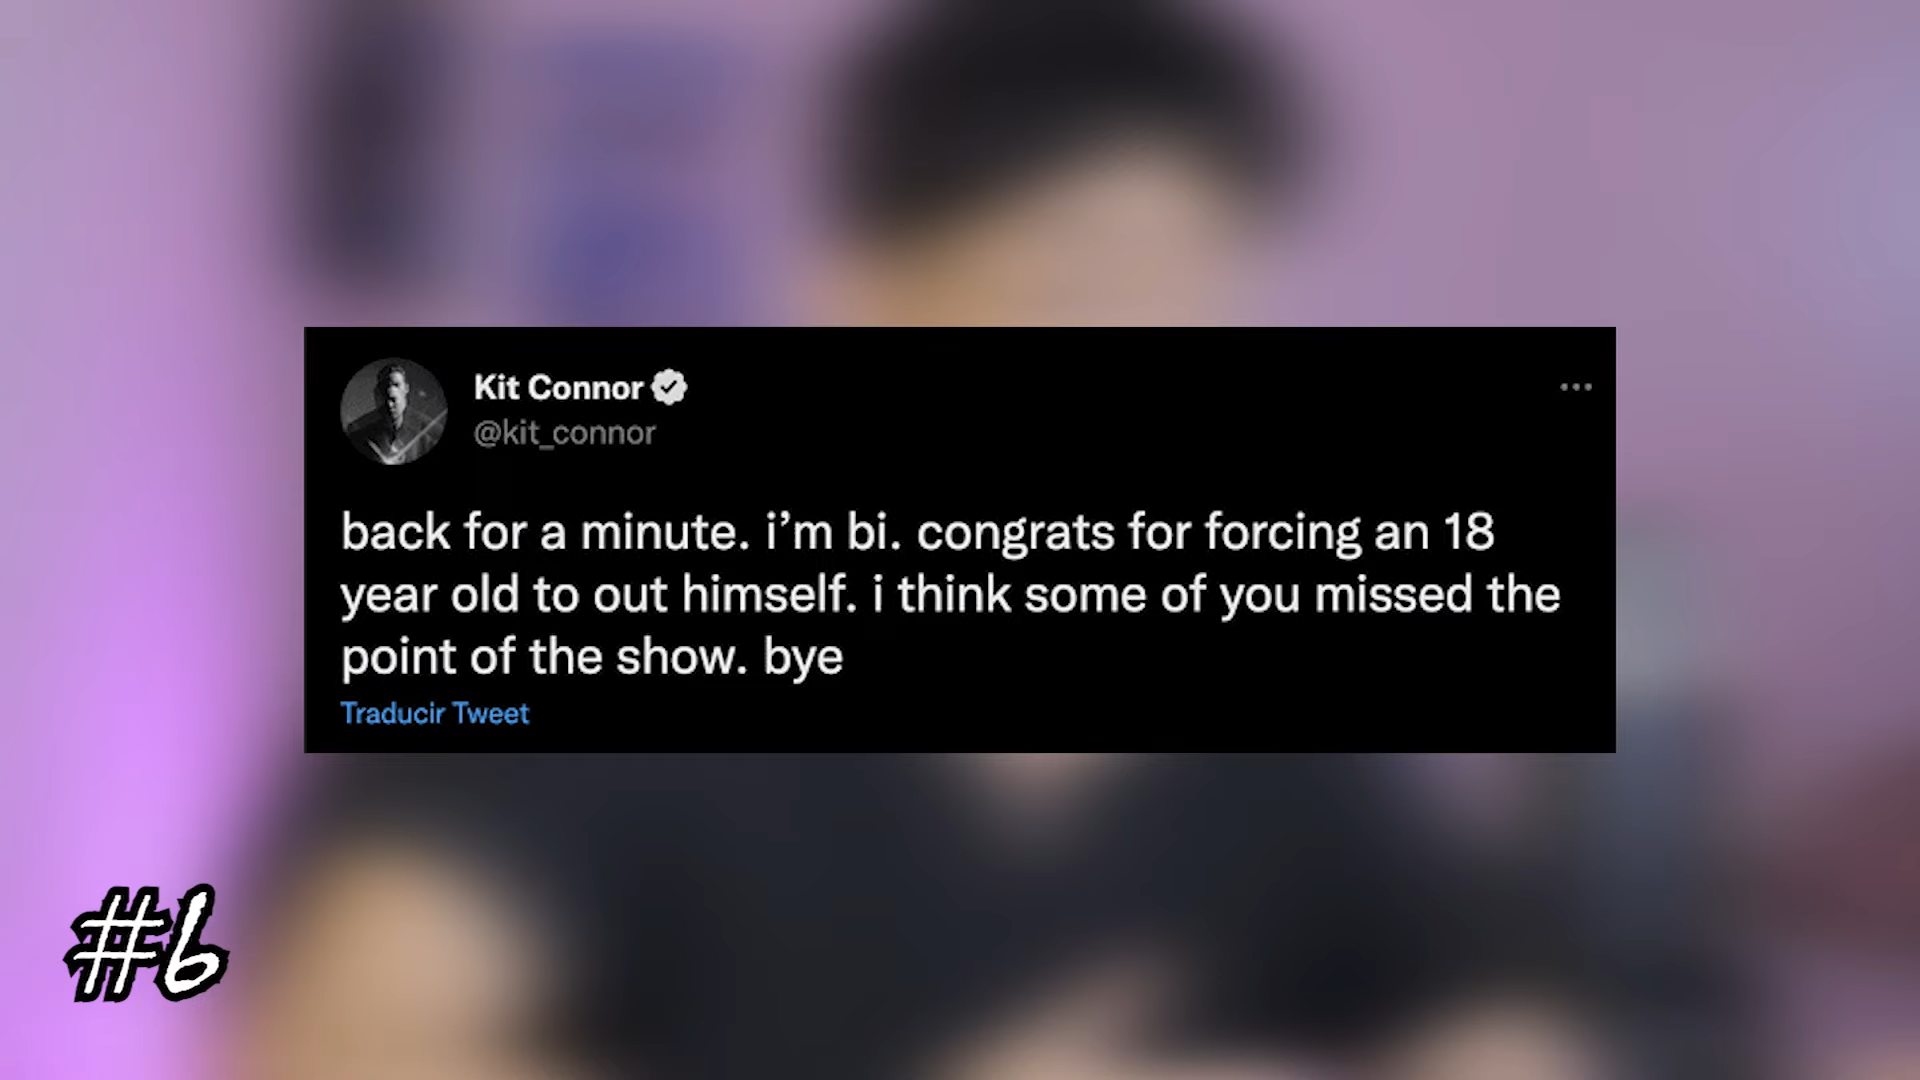 Kit Connor
@kit_connor
back for a minute. i’m bi. congrats for forcing an 18
year old to out himself. i think some of you missed the
point of the show. bye
Traducir Tweet
#6